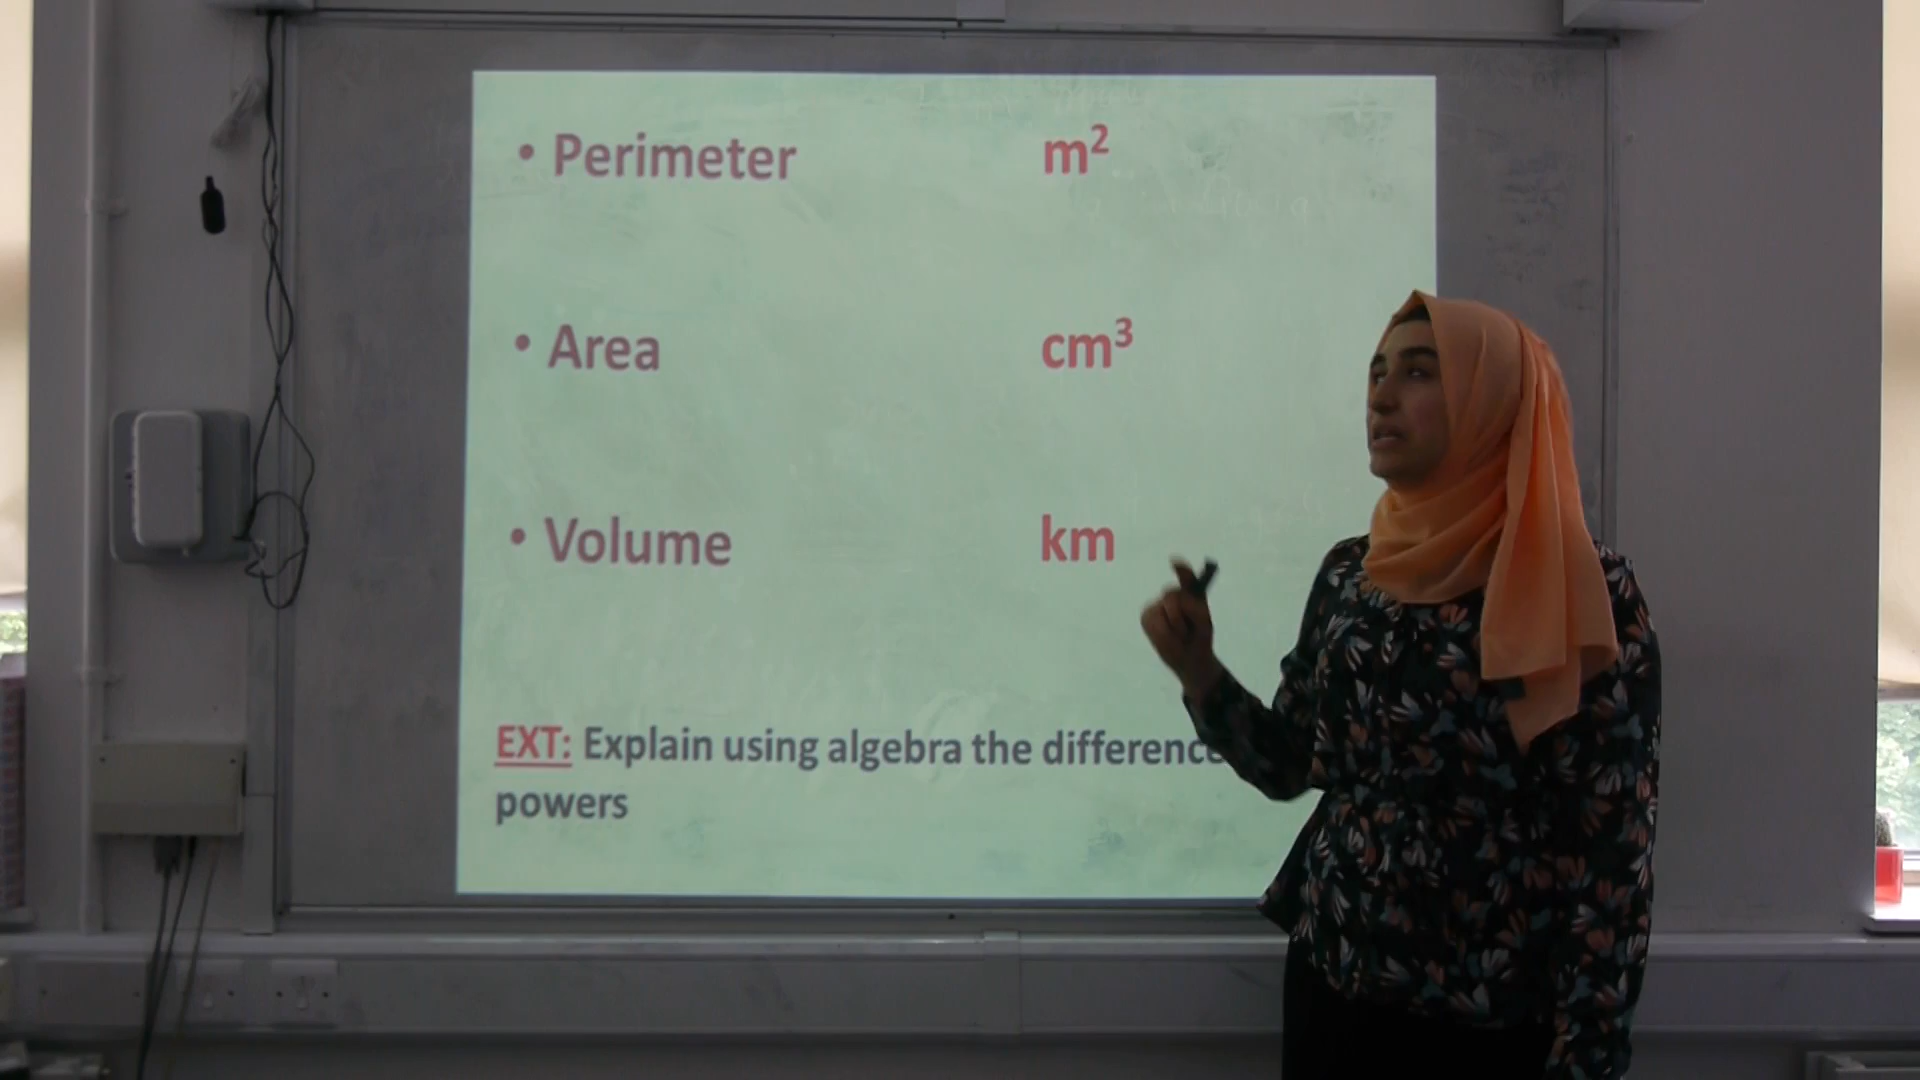 • Perimeter m²
• Area cm³
• Volume km
EXT: Explain using algebra the difference
powers